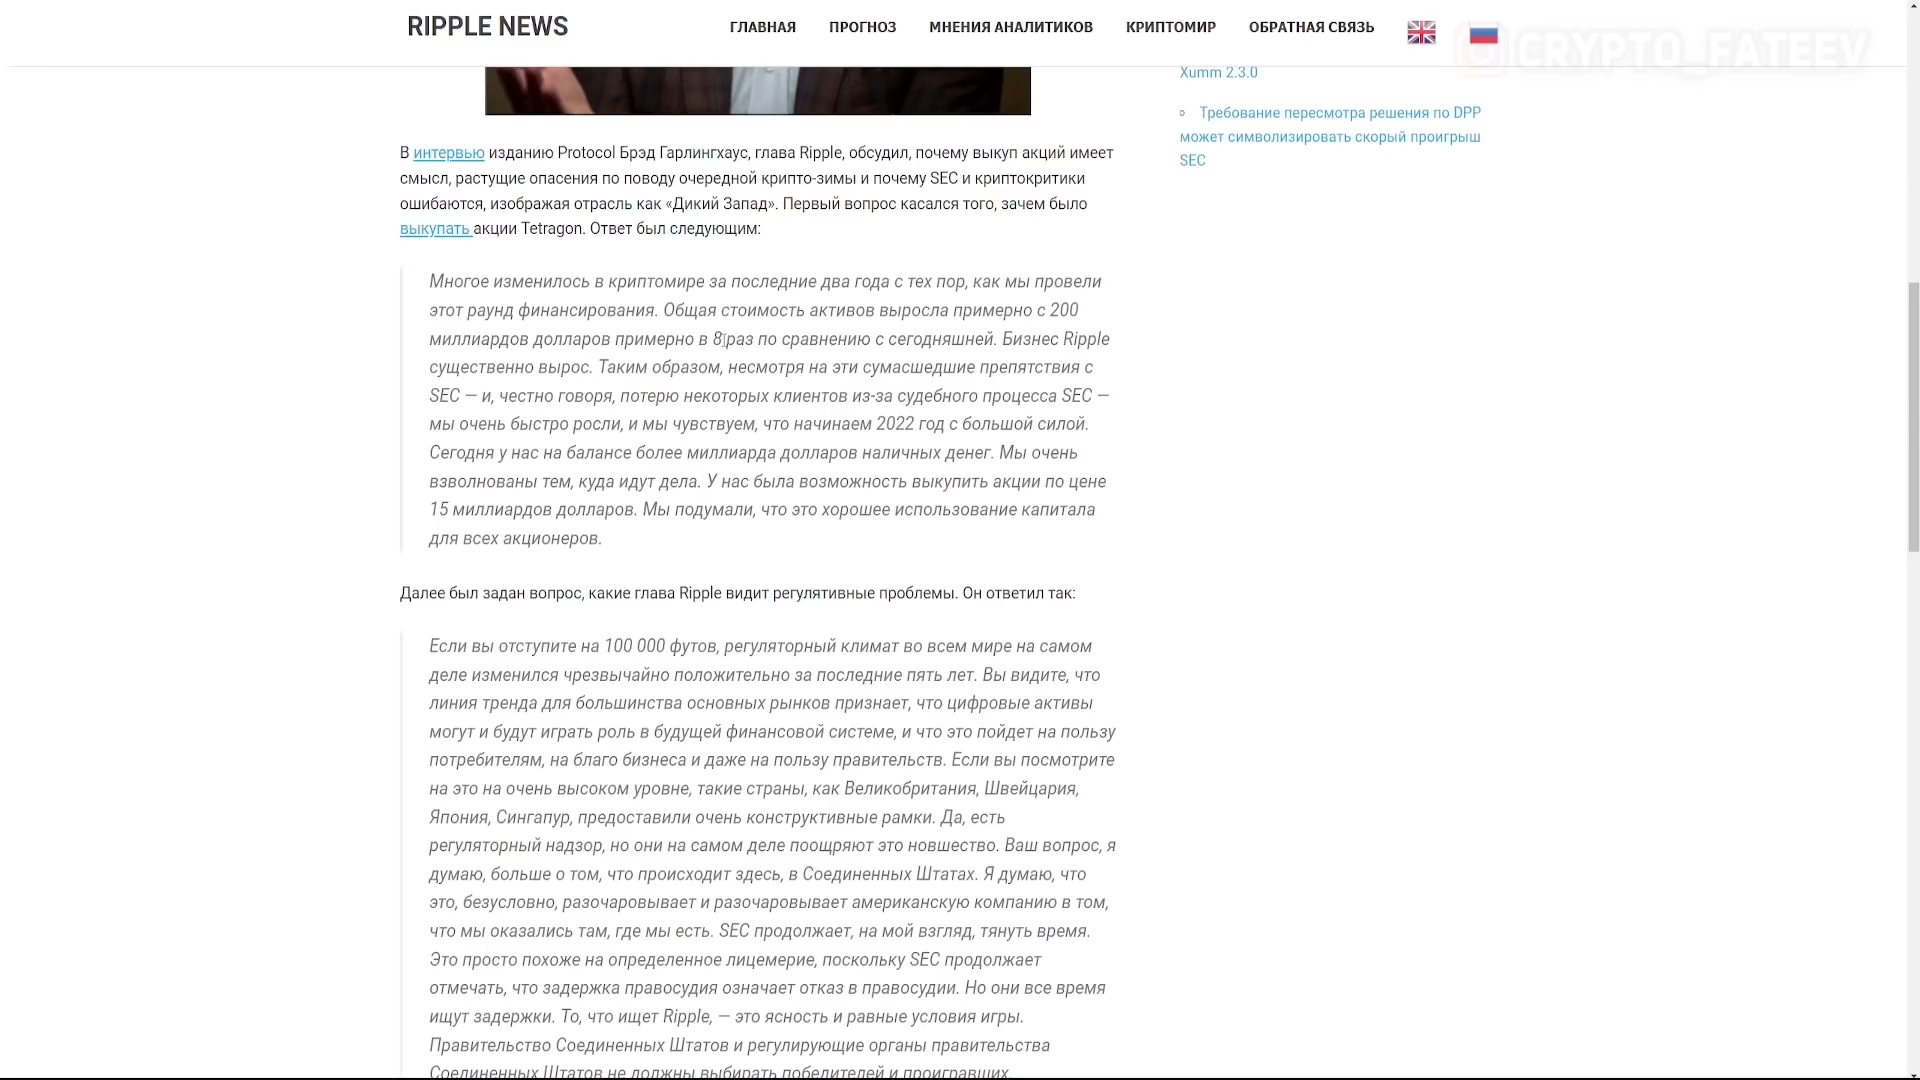 RIPPLE NEWS
ГЛАВНАЯ ПРОГНОЗ МНЕНИЯ АНАЛИТИКОВ КРИПТОМИР ОБРАТНАЯ СВЯЗЬ
CRYPTO_FATEEV
В интервью изданию Protocol Брэд Гарлингхаус, глава Ripple, обсудил, почему выкуп акций имеет
смысл, растущие опасения по поводу очередной крипто-зимы и почему SEC и криптокритики
ошибаются, изображая отрасль как «Дикий Запад». Первый вопрос касался того, зачем было
выкупать акции Tetragon. Ответ был следующим:
Многое изменилось в криптомире за последние два года с тех пор, как мы провели
этот раунд финансирования. Общая стоимость активов выросла примерно с 200
миллиардов долларов примерно в 8 раз по сравнению с сегодняшней. Бизнес Ripple
существенно вырос. Таким образом, несмотря на эти сумасшедшие препятствия с
SEC — и, честно говоря, потерю некоторых клиентов из-за судебного процесса SEC —
мы очень быстро росли, и мы чувствуем, что начинаем 2022 год с большой силой.
Сегодня у нас на балансе более миллиарда долларов наличных денег. Мы очень
взволнованы тем, куда идут дела. У нас была возможность выкупить акции по цене
15 миллиардов долларов. Мы подумали, что это хорошее использование капитала
для всех акционеров.
Далее был задан вопрос, какие глава Ripple видит регулятивные проблемы. Он ответил так:
Если вы отступите на 100 000 футов, регуляторный климат во всем мире на самом
деле изменился чрезвычайно положительно за последние пять лет. Вы видите, что
линия тренда для большинства основных рынков признает, что цифровые активы
могут и будут играть роль в будущей финансовой системе, и что это пойдет на пользу
потребителям, на благо бизнеса и даже на пользу правительств. Если вы посмотрите
на это на очень высоком уровне, такие страны, как Великобритания, Швейцария,
Япония, Сингапур, предоставили очень конструктивные рамки. Да, есть
регуляторный надзор, но они на самом деле поощряют это новшество. Ваш вопрос, я
думаю, больше о том, что происходит здесь, в Соединенных Штатах. Я думаю, что
это, безусловно, разочаровывает и разочаровывает американскую компанию в том,
что мы оказались там, где мы есть. SEC продолжает, на мой взгляд, тянуть время.
Это просто похоже на определенное лицемерие, поскольку SEC продолжает
отмечать, что задержка правосудия означает отказ в правосудии. Но они все время
ищут задержки. То, что ищет Ripple, — это ясность и равные условия игры.
Правительство Соединенных Штатов и регулирующие органы правительства
Соединенных Штатов не должны выбирать победителей и проигравших.
Xumm 2.3.0
Требование пересмотра решения по DPP
может символизировать скорый проигрыш
SEC